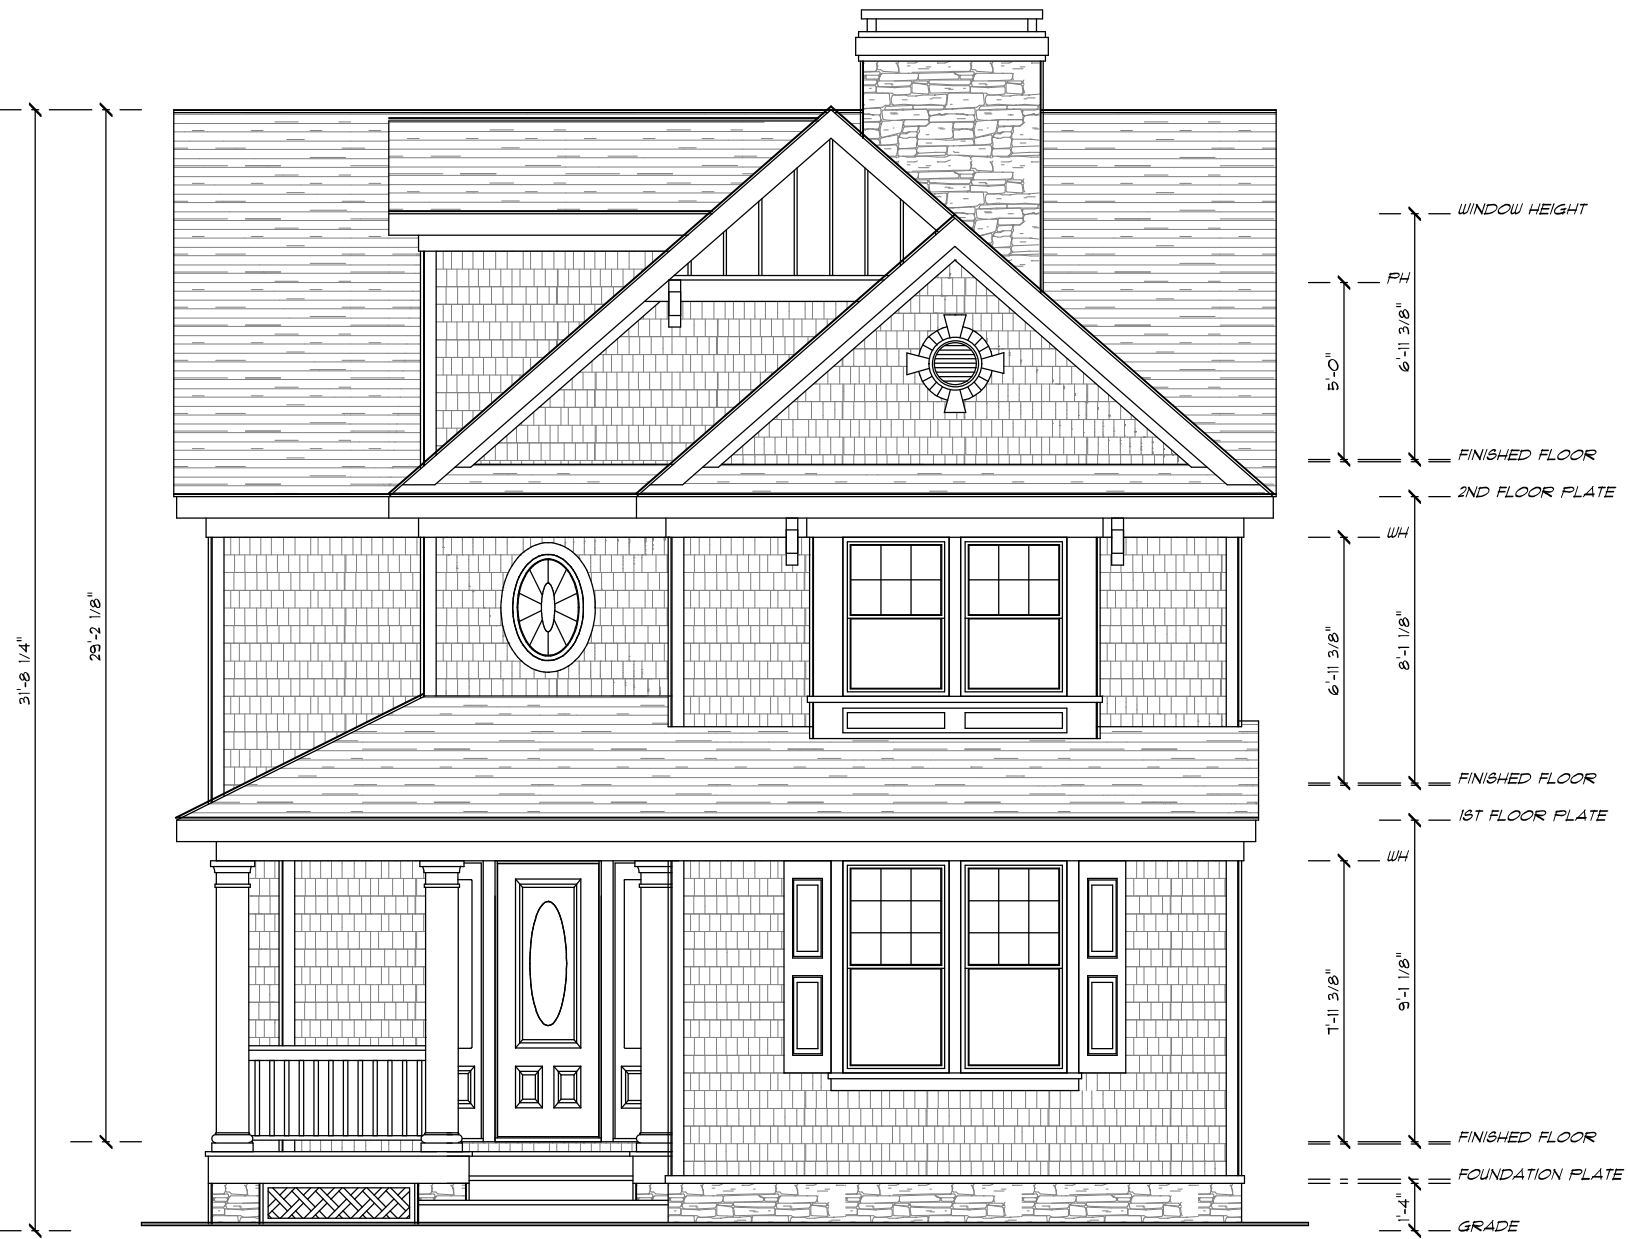 WINDOW HEIGHT
PH
6'-11 3/8"
5'-0"
FINISHED FLOOR
2ND FLOOR PLATE
WH
29'-2 1/8"
31'-8 1/4"
6'-11 3/8"
8'-1 1/8"
FINISHED FLOOR
1ST FLOOR PLATE
WH
7'-11 3/8"
9'-1 1/8"
FINISHED FLOOR
FOUNDATION PLATE
1'-4"
GRADE